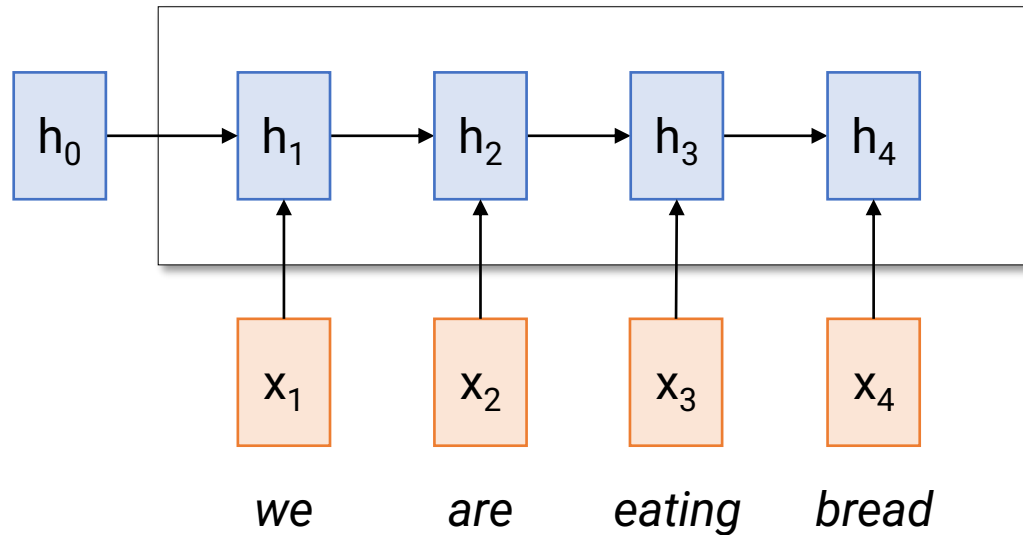 h₀ h₁ h₂ h₃ h₄
x₁ x₂ x₃ x₄
we are eating bread